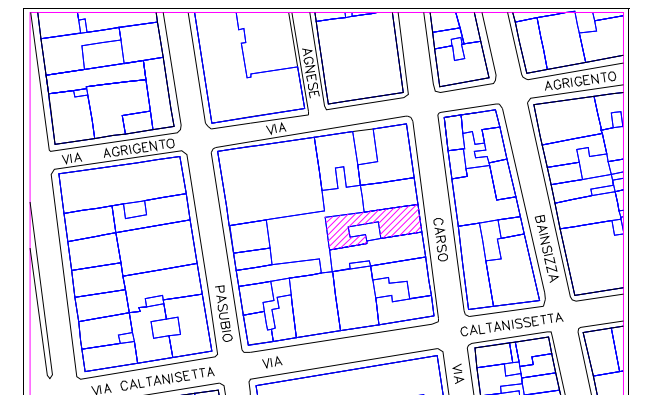 AGNESE
AGRIGENTO
VIA
VIA AGRIGENTO
CARSO
BAINSIZZA
PASUBIO
CALTANISSETTA
VIA
VIA
VIA CALTANISETTA